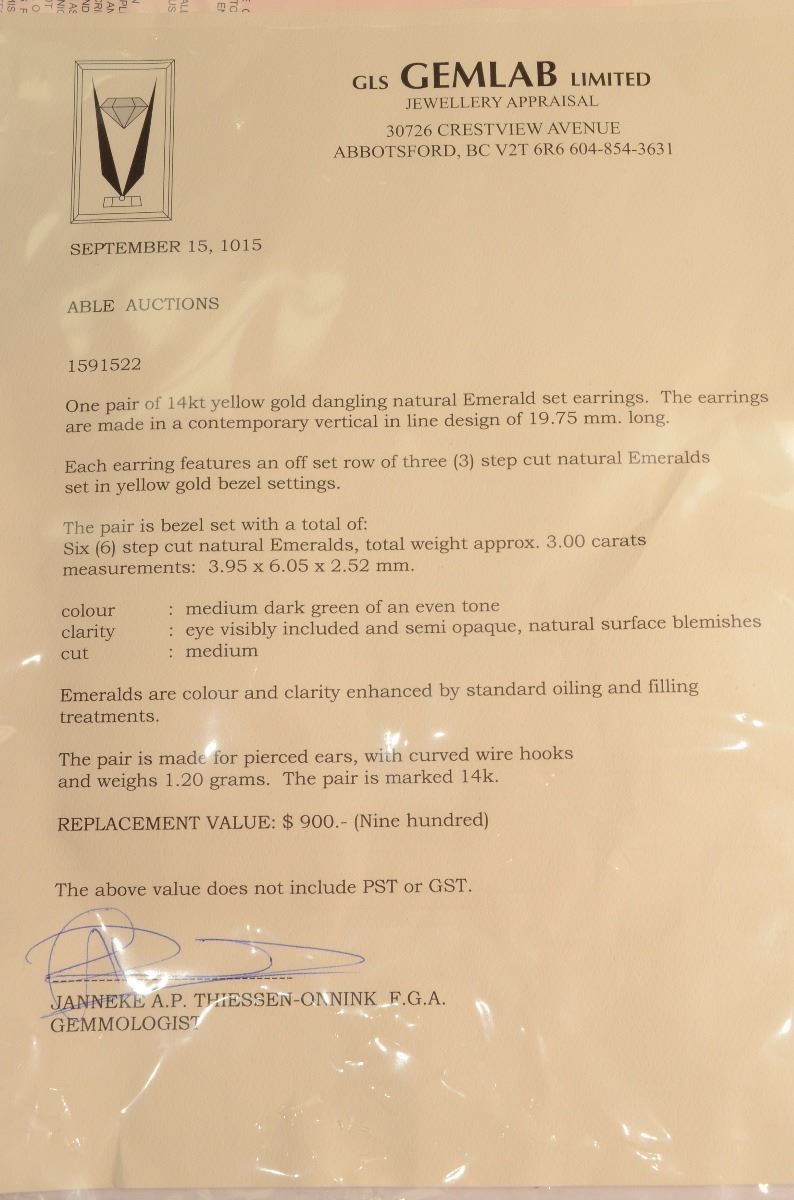 GLS GEMLAB LIMITED
JEWELLERY APPRAISAL
30726 CRESTVIEW AVENUE
ABBOTSFORD, BC V2T 6R6 604-854-3631
SEPTEMBER 15, 1015
ABLE AUCTIONS
1591522
One pair of 14kt yellow gold dangling natural Emerald set earrings. The earrings
are made in a contemporary vertical in line design of 19.75 mm. long.
Each earring features an off set row of three (3) step cut natural Emeralds
set in yellow gold bezel settings.
The pair is bezel set with a total of:
Six (6) step cut natural Emeralds, total weight approx. 3.00 carats
measurements: 3.95 x 6.05 x 2.52 mm.
colour : medium dark green of an even tone
clarity : eye visibly included and semi opaque, natural surface blemishes
cut : medium
Emeralds are colour and clarity enhanced by standard oiling and filling
treatments.
The pair is made for pierced ears, with curved wire hooks
and weighs 1.20 grams. The pair is marked 14k.
REPLACEMENT VALUE: $ 900.- (Nine hundred)
The above value does not include PST or GST.
JANNEKE A.P. THIESSEN-ONNINK F.G.A.
GEMMOLOGIST